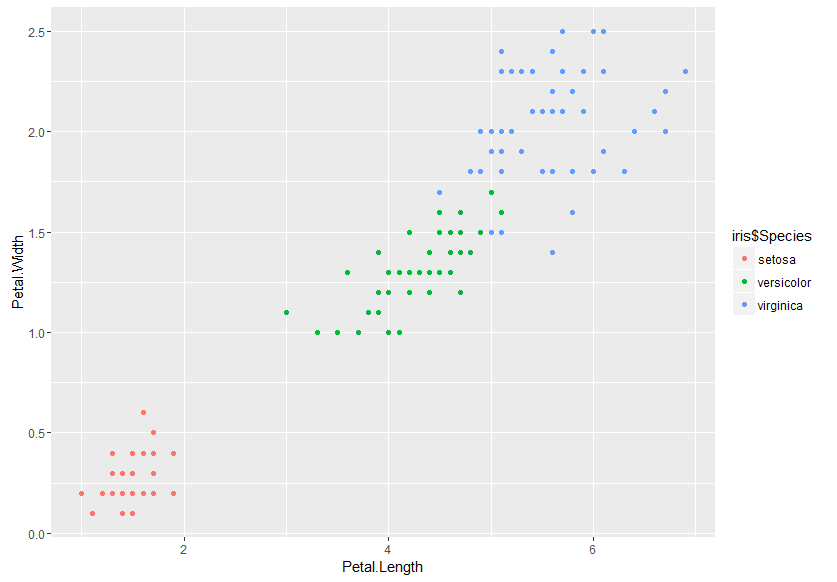 2.5
2.0
1.5
1.0
0.5
0.0
Petal.Width
2
4
6
Petal.Length
iris$Species
setosa
versicolor
virginica